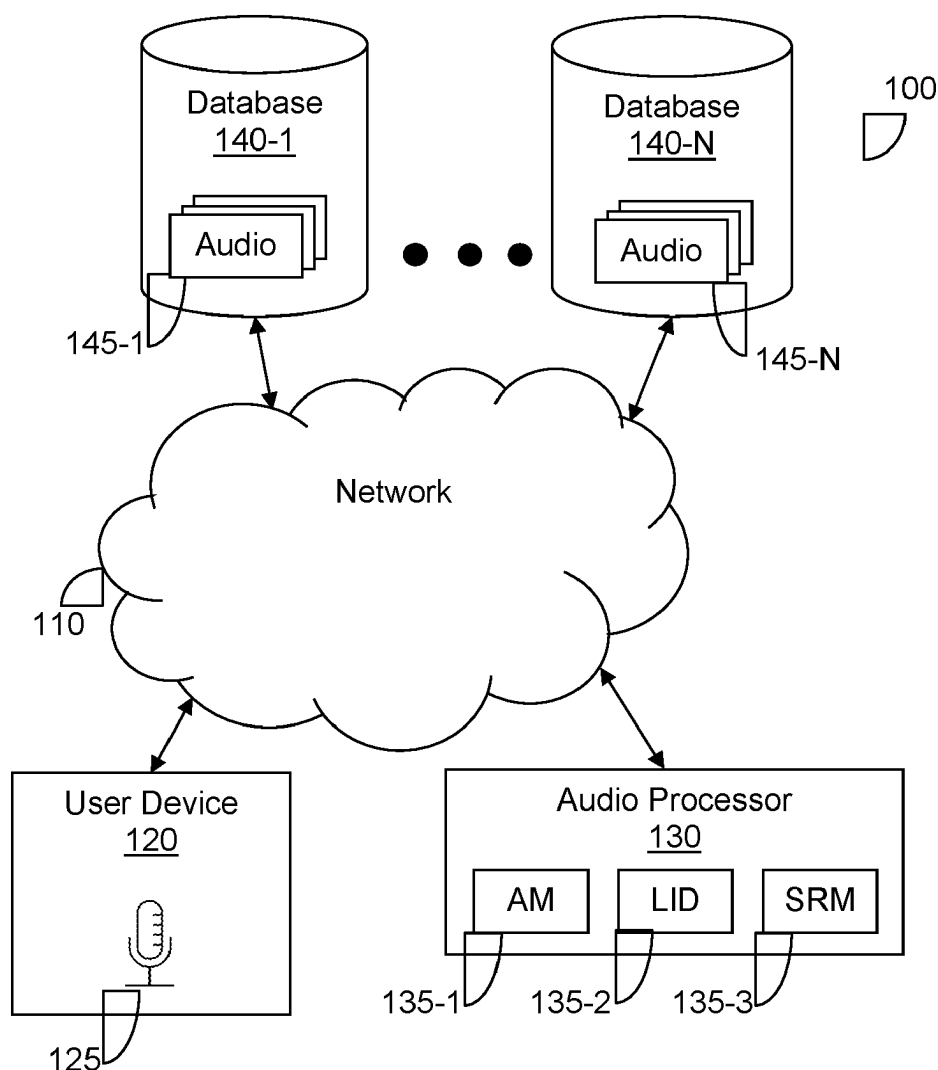 100
Database
140-1
Audio
145-1
Database
140-N
Audio
145-N
Network
110
User Device
120
125
Audio Processor
130
AM
LID
SRM
135-1
135-2
135-3